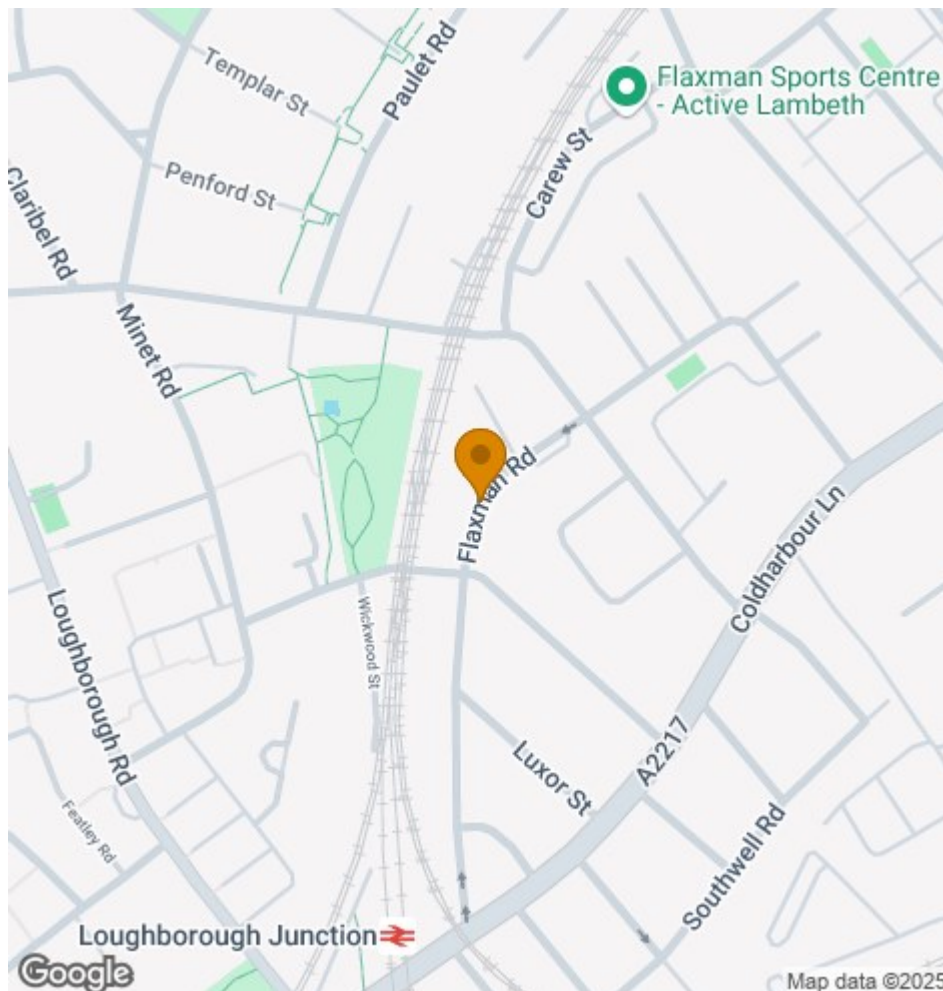 Templar St
Paulet Rd
Flaxman Sports Centre
- Active Lambeth
Penford St
Carew St
Claribel Rd
Minet Rd
Flaxman Rd
Coldharbour Ln
Loughborough Rd
Wickwood St
A2217
Luxor St
Featley Rd
Southwell Rd
Loughborough Junction
Google
Map data ©2025